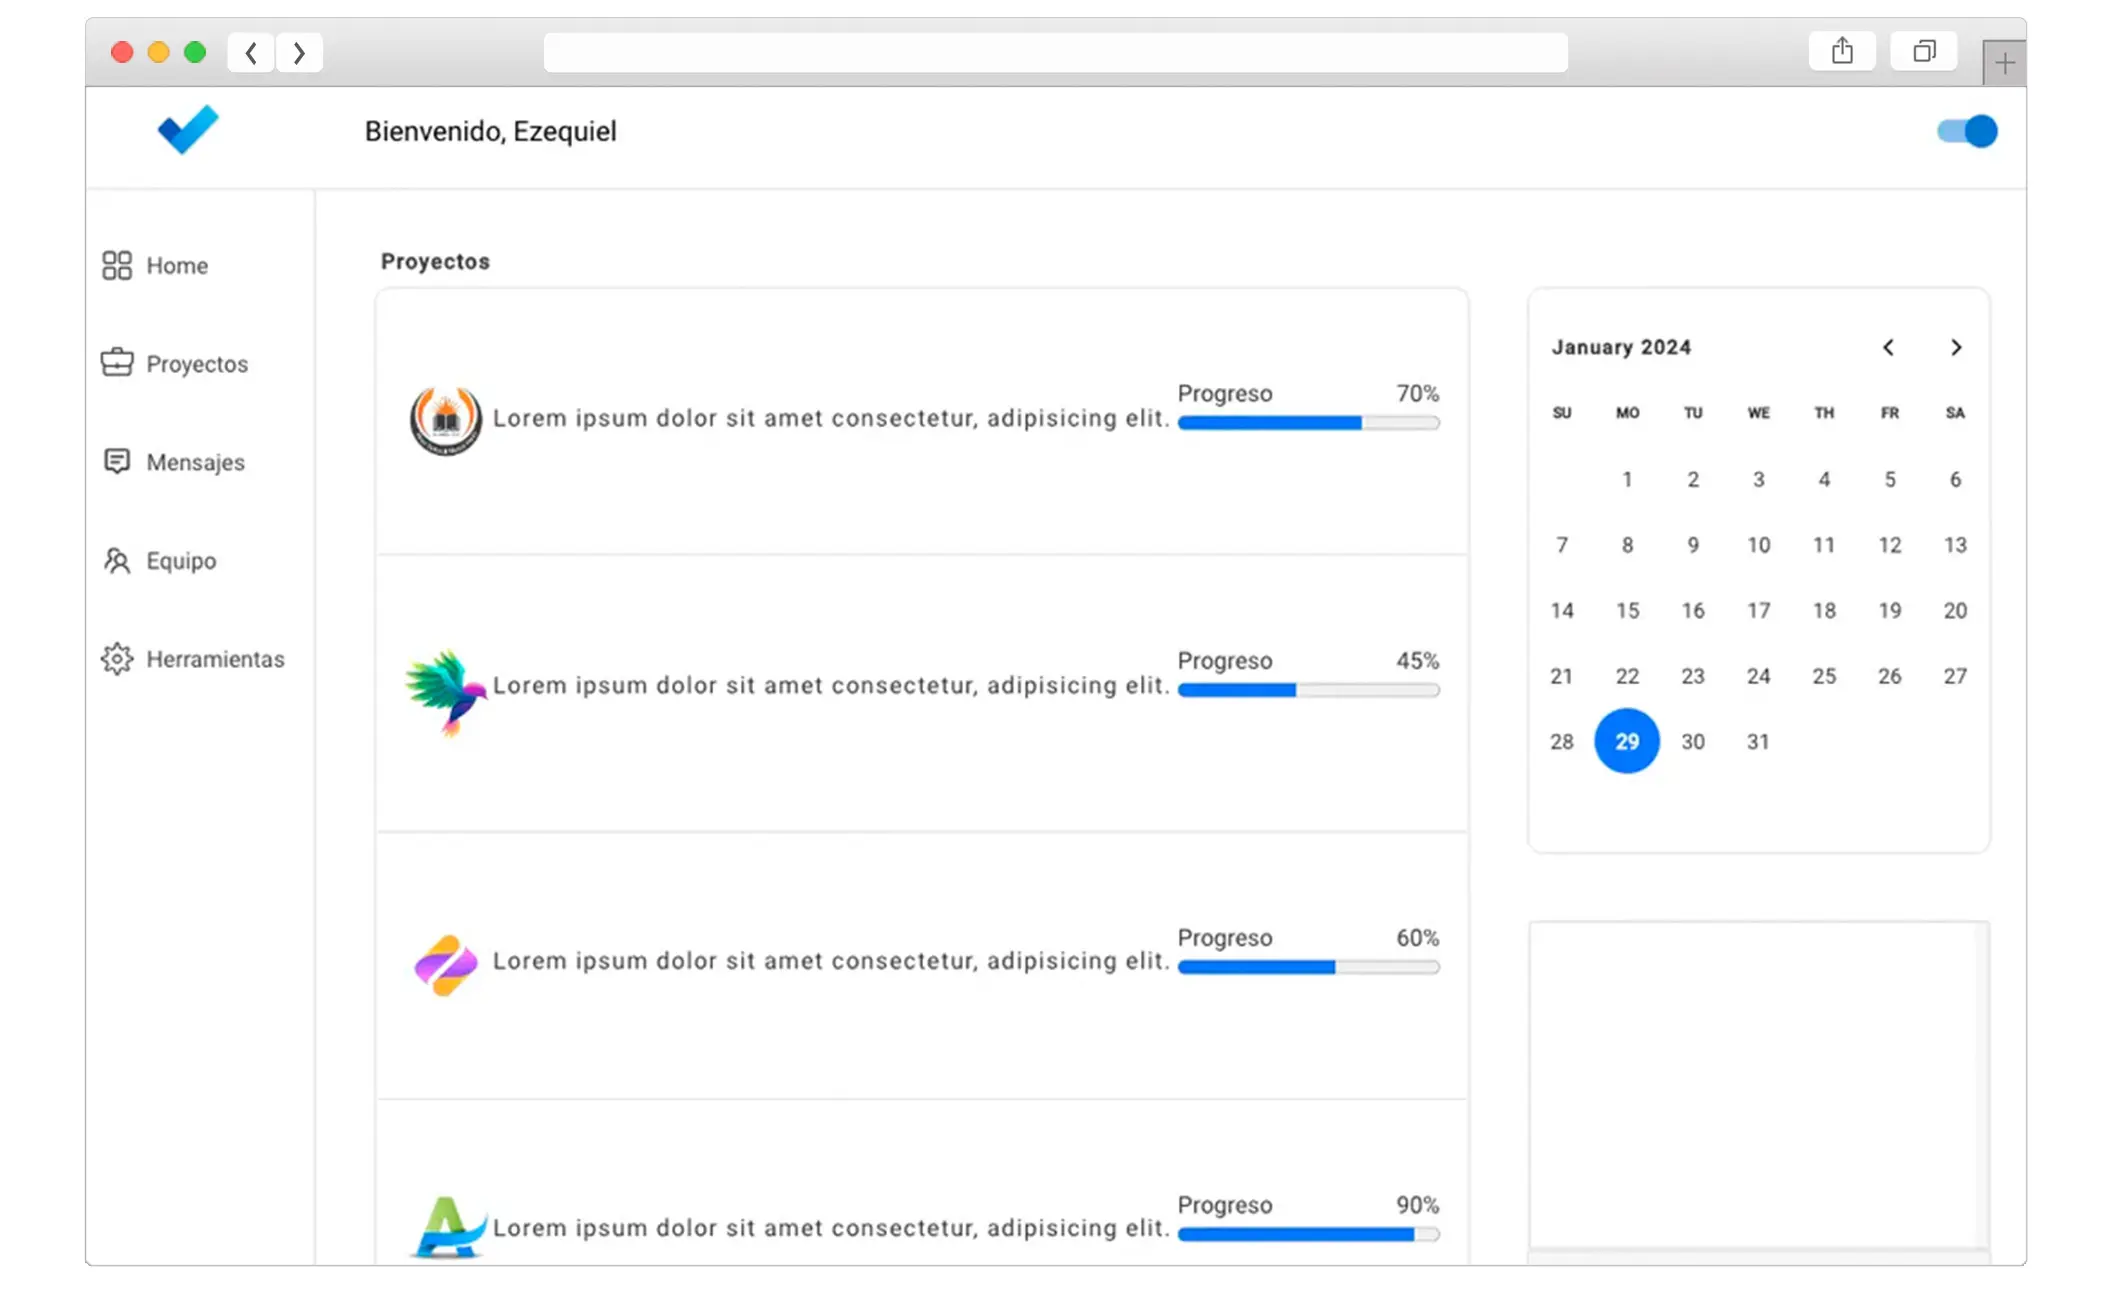 Bienvenido, Ezequiel
Home
Proyectos
Mensajes
Equipo
Herramientas
Proyectos
Lorem ipsum dolor sit amet consectetur, adipisicing elit.
Progreso 70%
Lorem ipsum dolor sit amet consectetur, adipisicing elit.
Progreso 45%
Lorem ipsum dolor sit amet consectetur, adipisicing elit.
Progreso 60%
Lorem ipsum dolor sit amet consectetur, adipisicing elit.
Progreso 90%
January 2024
SU MO TU WE TH FR SA
1 2 3 4 5 6
7 8 9 10 11 12 13
14 15 16 17 18 19 20
21 22 23 24 25 26 27
28 29 30 31